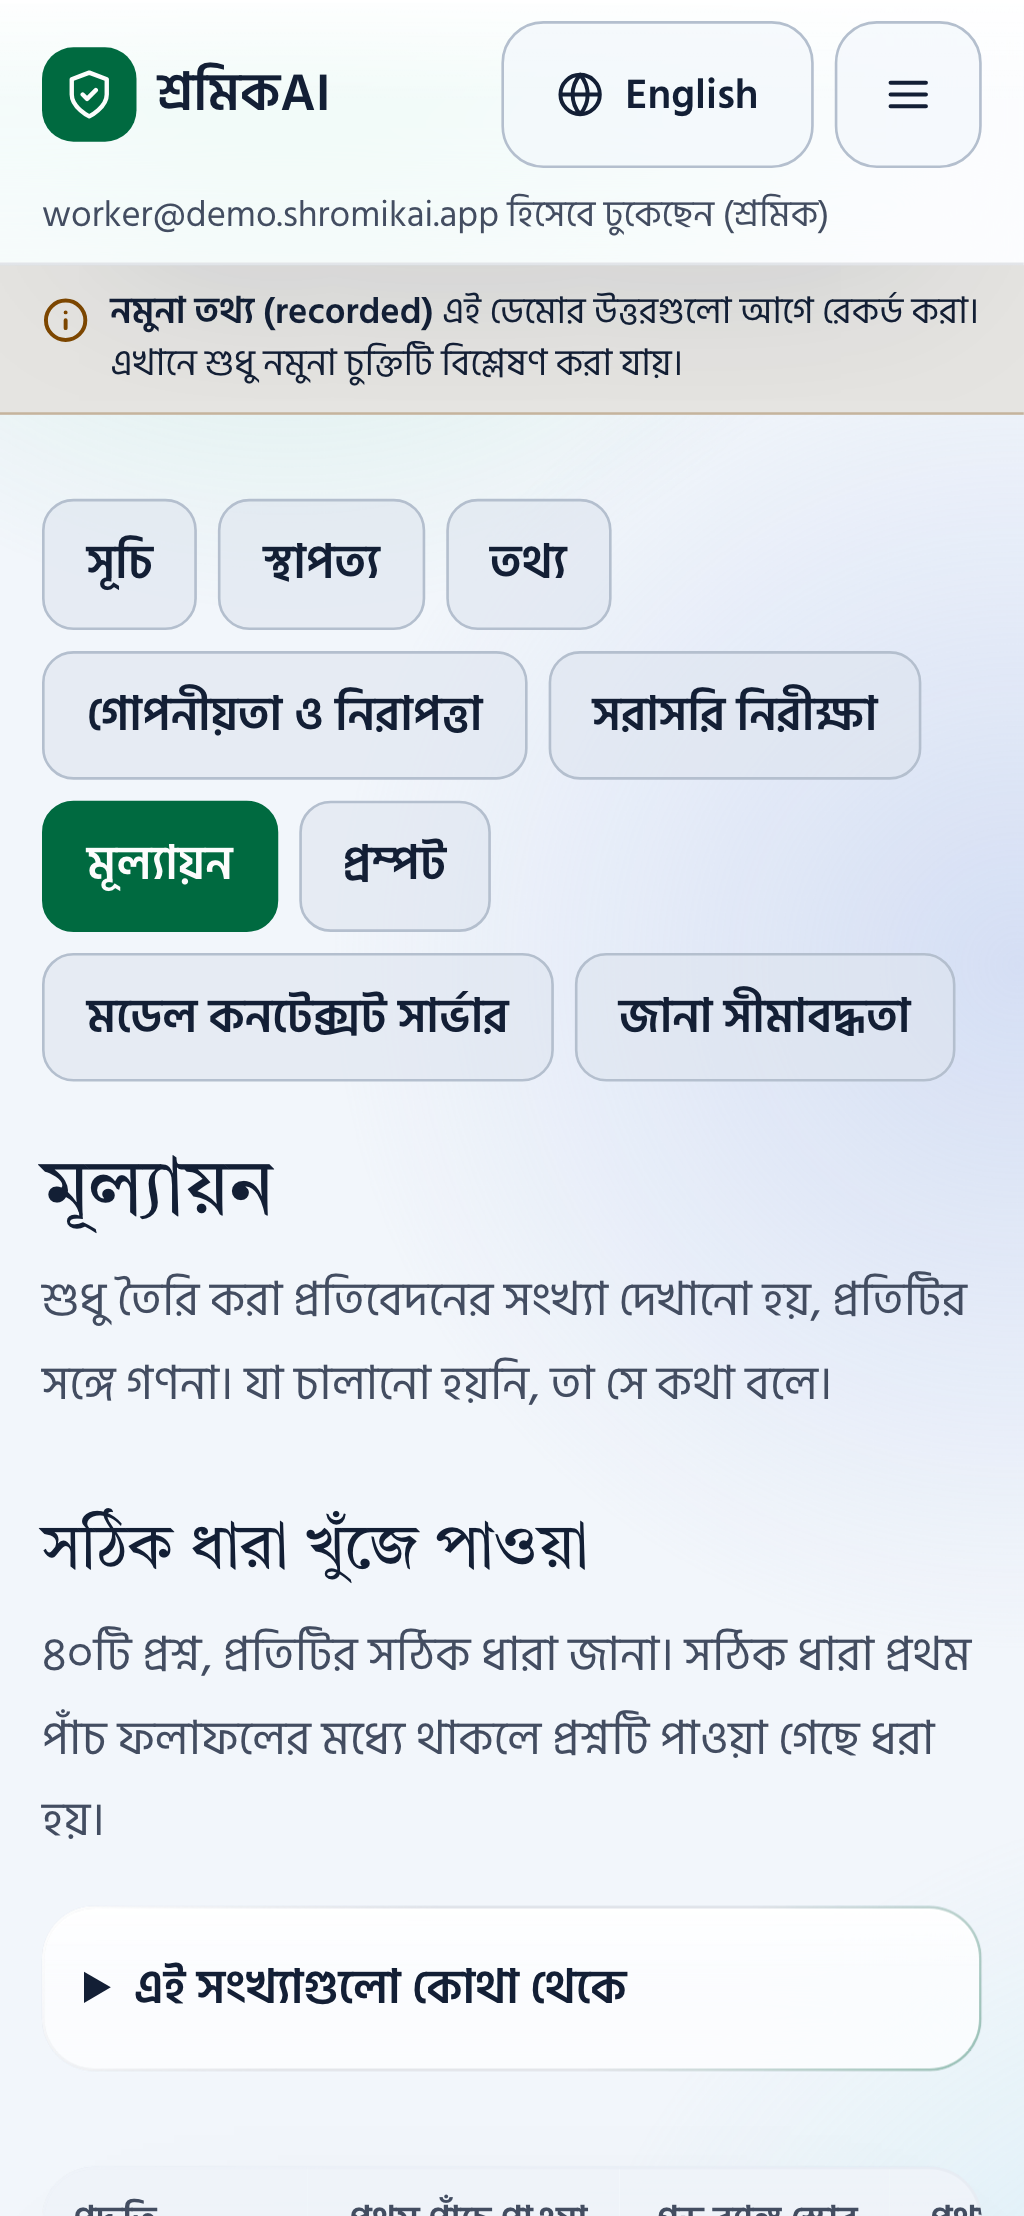 শ্রমিকAI
English
worker@demo.shromikai.app হিসেবে ঢুকেছেন (শ্রমিক)
নমুনা তথ্য (recorded) এই ডেমোর উত্তরগুলো আগে রেকর্ড করা।
এখানে শুধু নমুনা চুক্তিটি বিশ্লেষণ করা যায়।
সূচি স্থাপত্য তথ্য
গোপনীয়তা ও নিরাপত্তা সরাসরি নিরীক্ষা
মূল্যায়ন প্রম্পট
মডেল কনটেক্সট সার্ভার জানা সীমাবদ্ধতা
মূল্যায়ন
শুধু তৈরি করা প্রতিবেদনের সংখ্যা দেখানো হয়, প্রতিটির
সঙ্গে গণনা। যা চালানো হয়নি, তা সে কথা বলে।
সঠিক ধারা খুঁজে পাওয়া
৪০টি প্রশ্ন, প্রতিটির সঠিক ধারা জানা। সঠিক ধারা প্রথম
পাঁচ ফলাফলের মধ্যে থাকলে প্রশ্নটি পাওয়া গেছে ধরা
হয়।
এই সংখ্যাগুলো কোথা থেকে